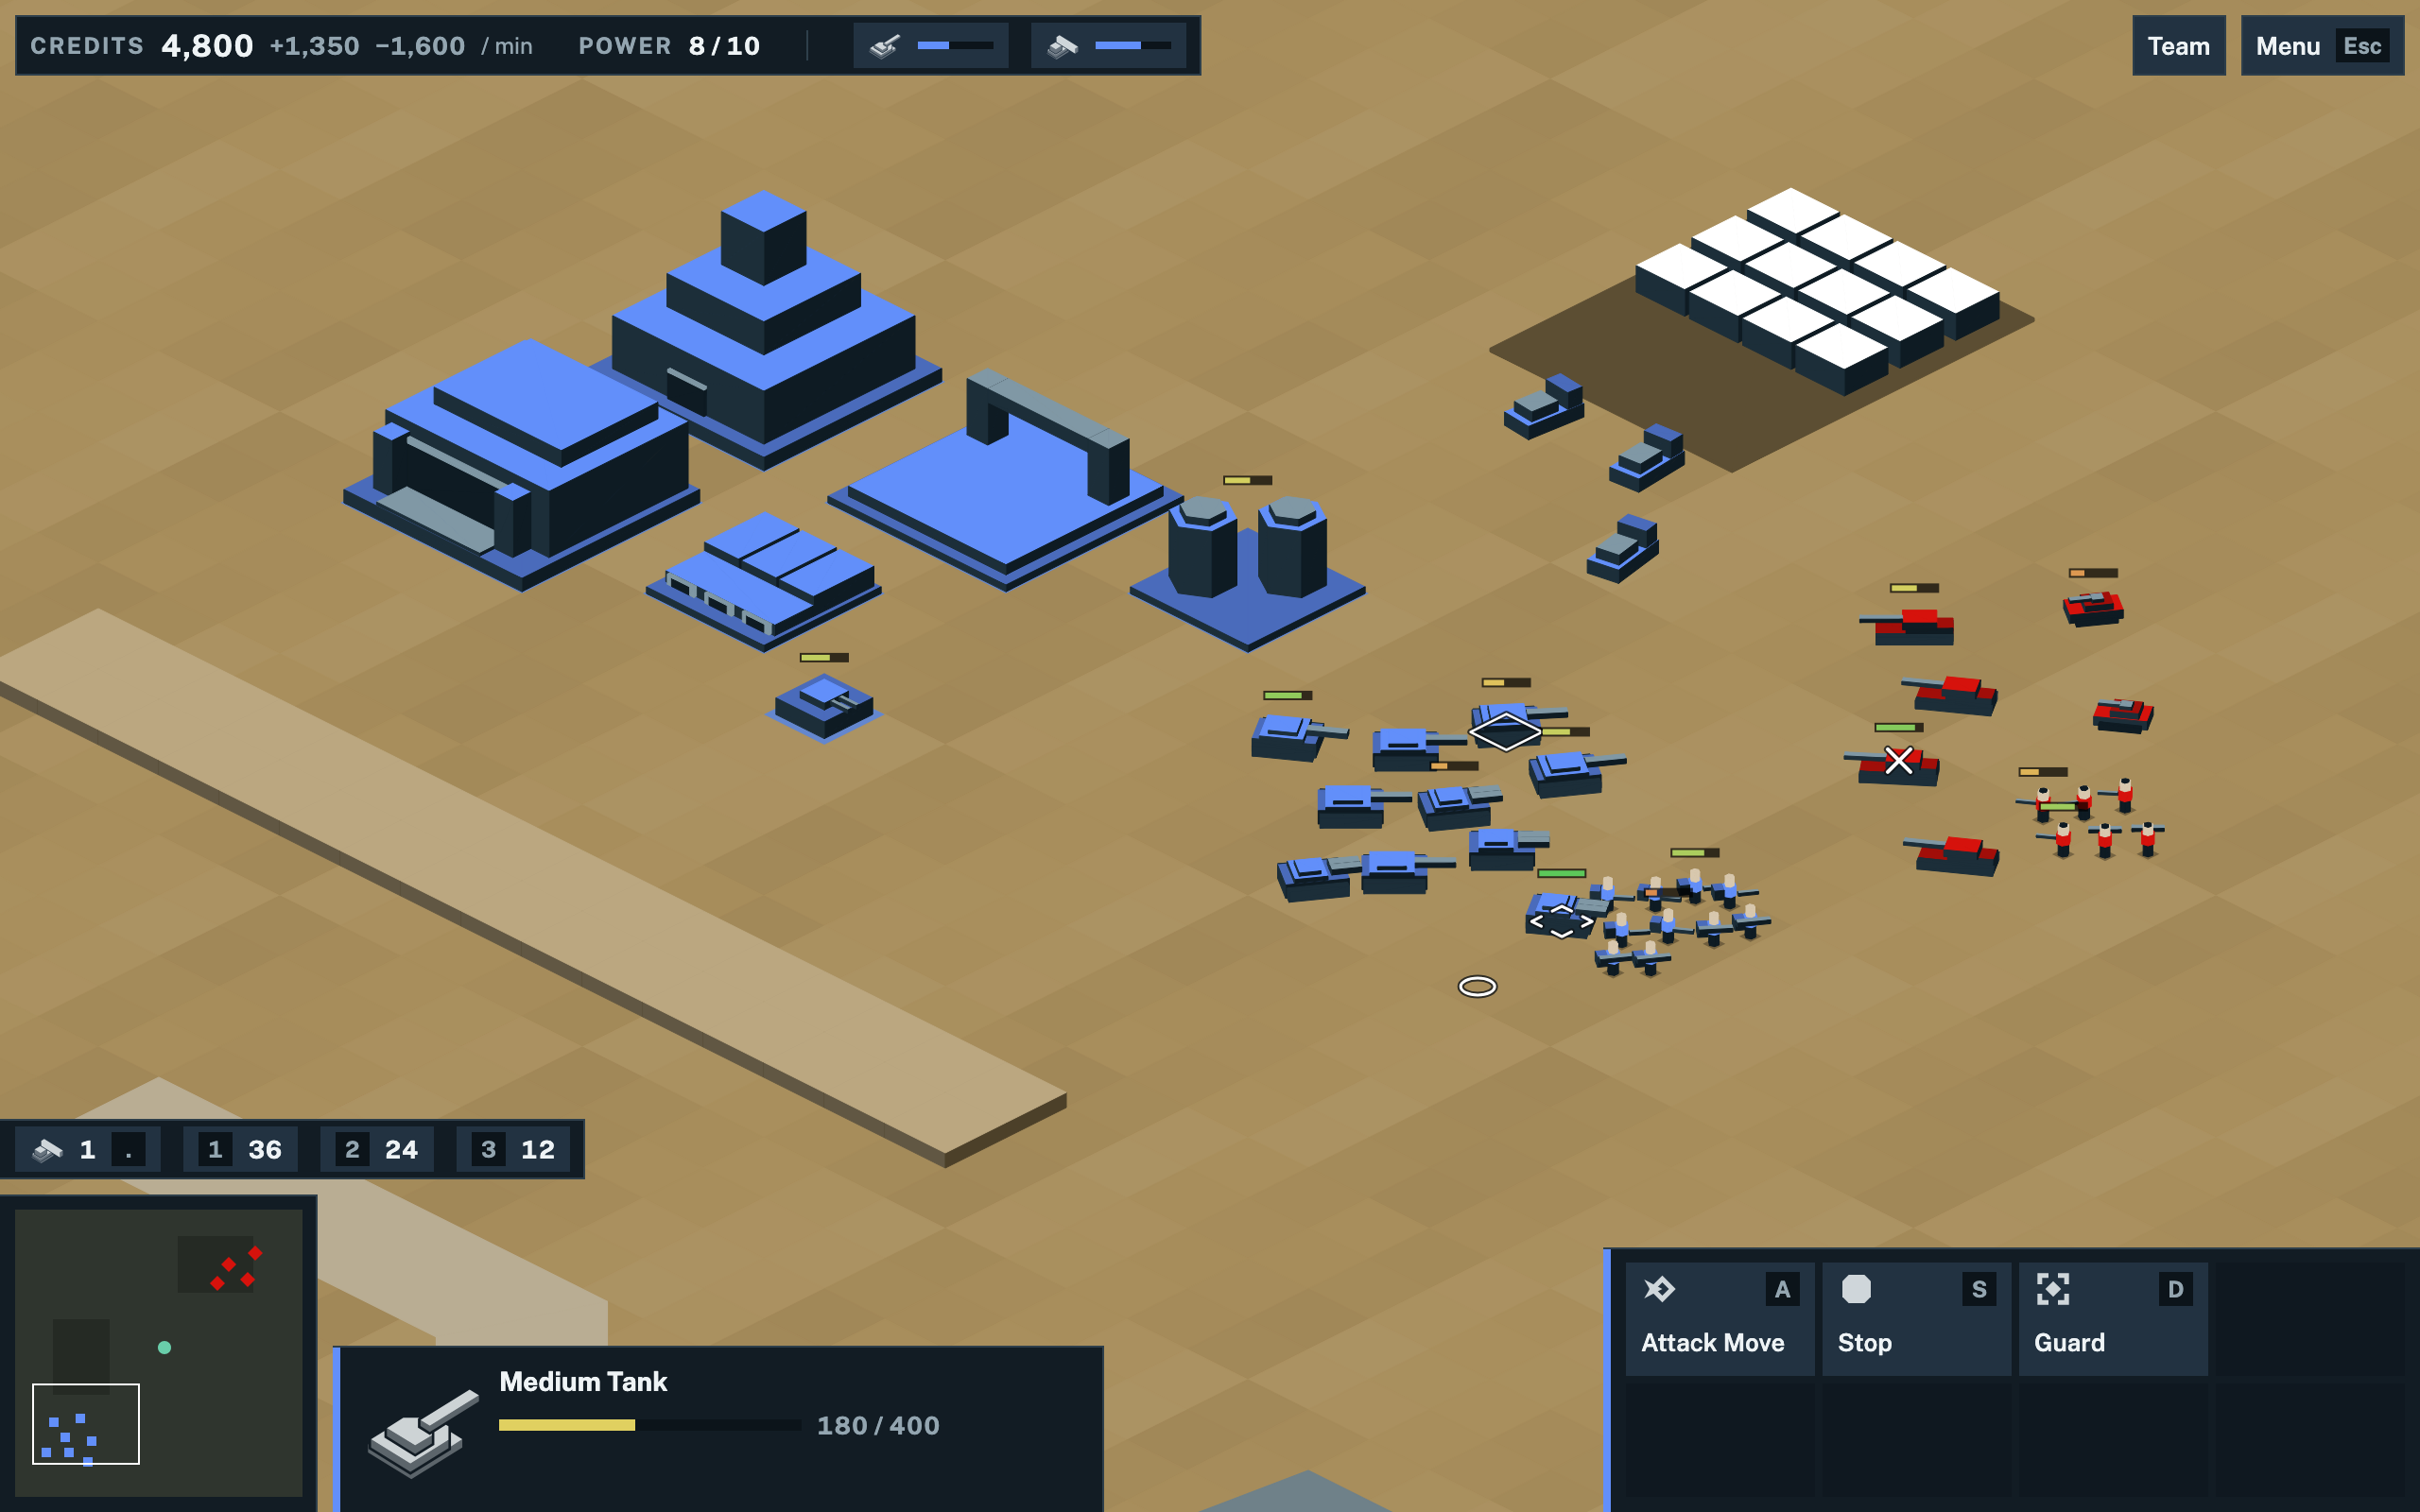 CREDITS 4,800 +1,350 −1,600 / min POWER 8 / 10
Team
Menu Esc
1 .
1 36
2 24
3 12
Medium Tank
180 / 400
A
Attack Move
S
Stop
D
Guard